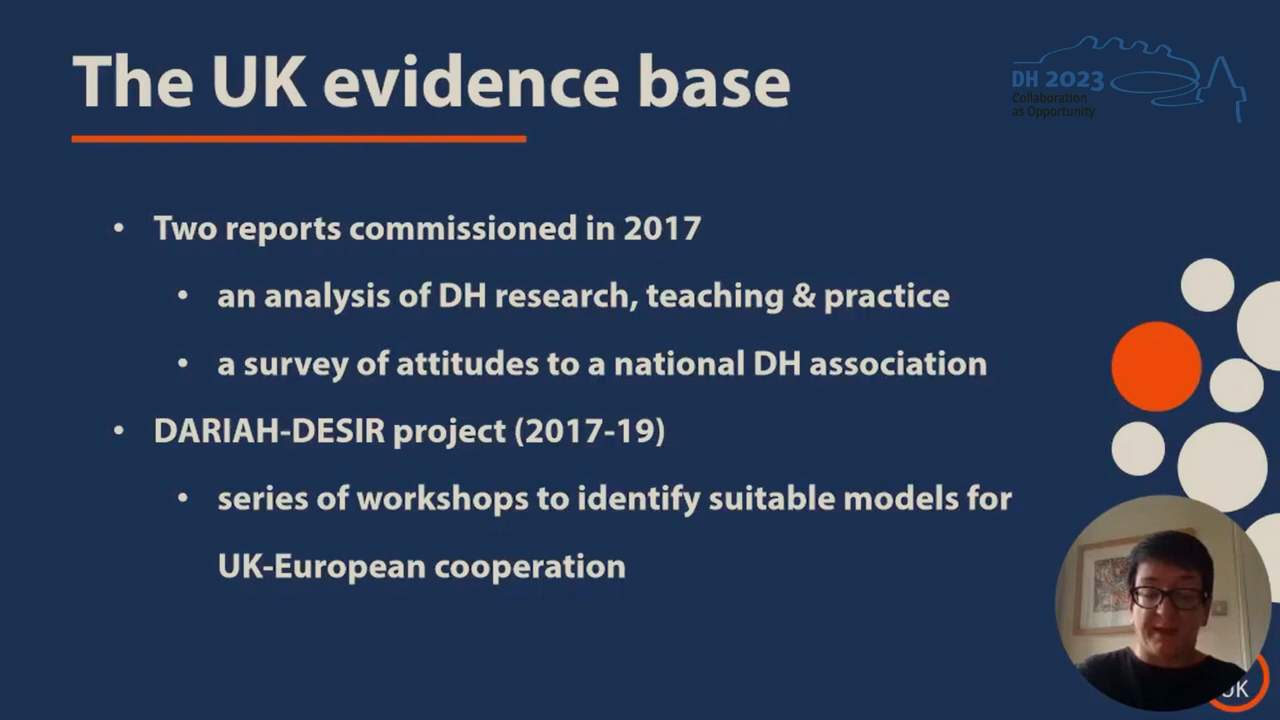 The UK evidence base
DH 2023
Collaboration
as Opportunity
• Two reports commissioned in 2017
• an analysis of DH research, teaching & practice
• a survey of attitudes to a national DH association
• DARIAH-DESIR project (2017-19)
• series of workshops to identify suitable models for
UK-European cooperation
UK